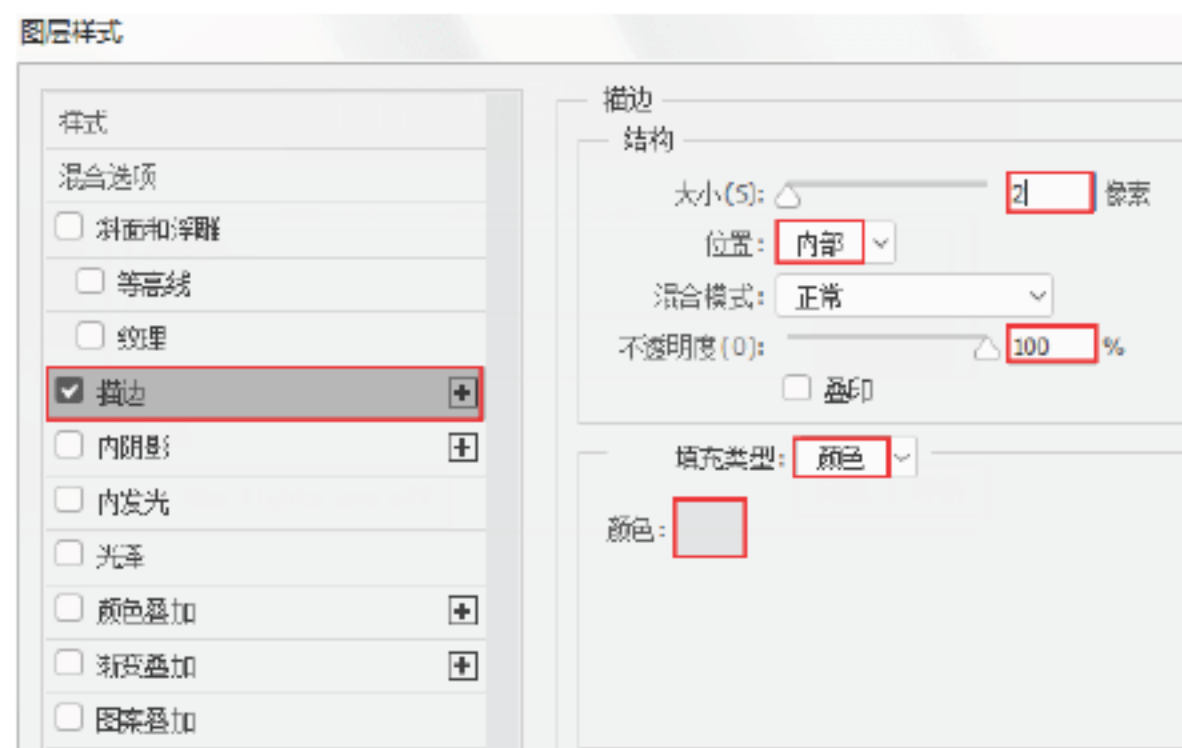 图层样式
样式
混合选项
斜面和浮雕
等高线
纹理
描边
内阴影
内发光
光泽
颜色叠加
渐变叠加
图案叠加
描边
结构
大小(S): 2 像素
位置: 内部
混合模式: 正常
不透明度(O): 100 %
叠印
填充类型: 颜色
颜色: